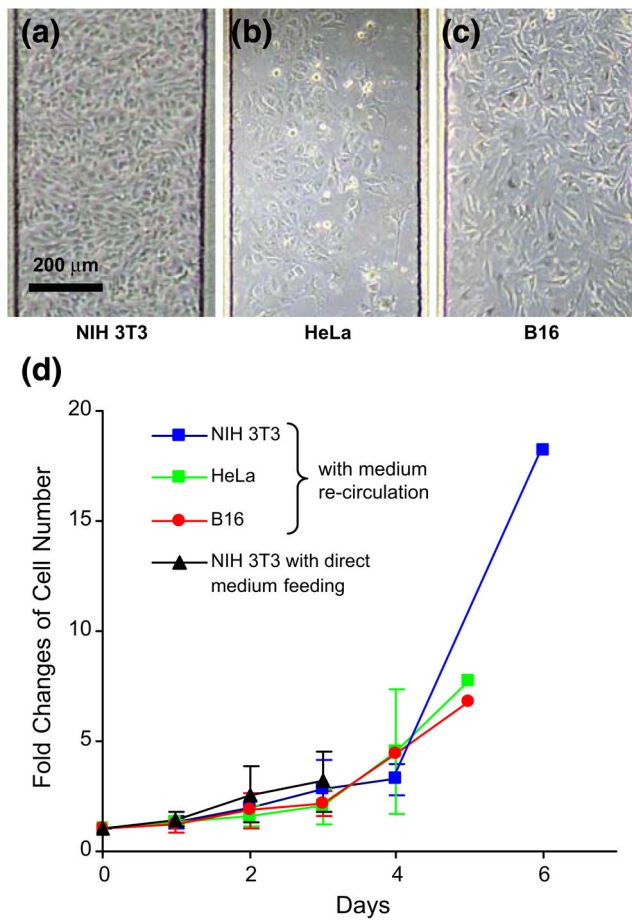 (a)
(b)
(c)
200 μm
NIH 3T3
HeLa
B16
(d)
Fold Changes of Cell Number
20
15
10
5
0
NIH 3T3
HeLa
B16
with medium
re-circulation
NIH 3T3 with direct
medium feeding
0
2
4
6
Days